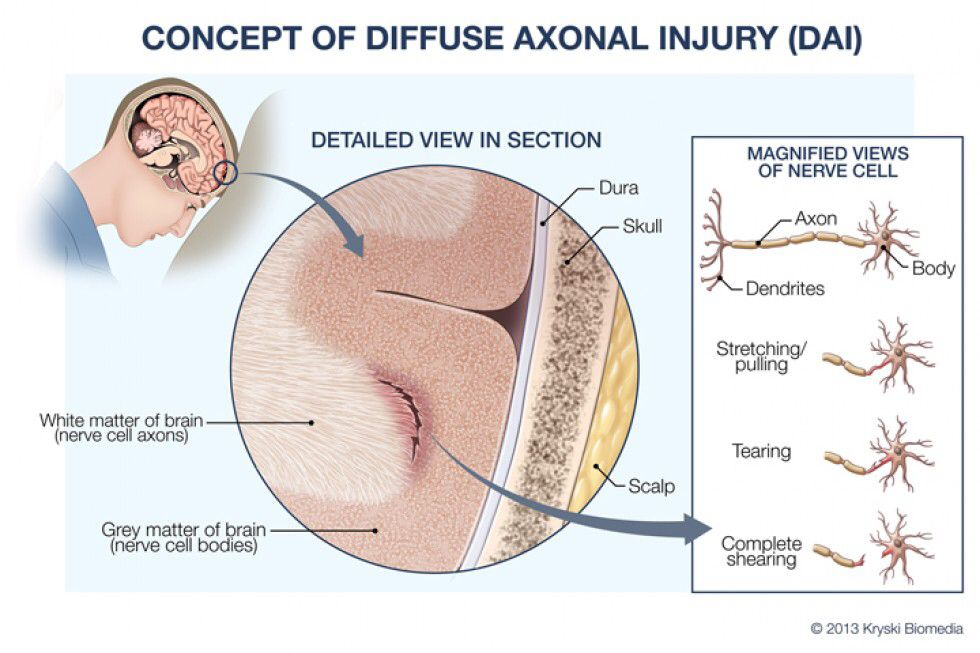 CONCEPT OF DIFFUSE AXONAL INJURY (DAI)
DETAILED VIEW IN SECTION
Dura
Skull
White matter of brain
(nerve cell axons)
Grey matter of brain
(nerve cell bodies)
Scalp
MAGNIFIED VIEWS
OF NERVE CELL
Axon
Body
Dendrites
Stretching/
pulling
Tearing
Complete
shearing
© 2013 Kryski Biomedia